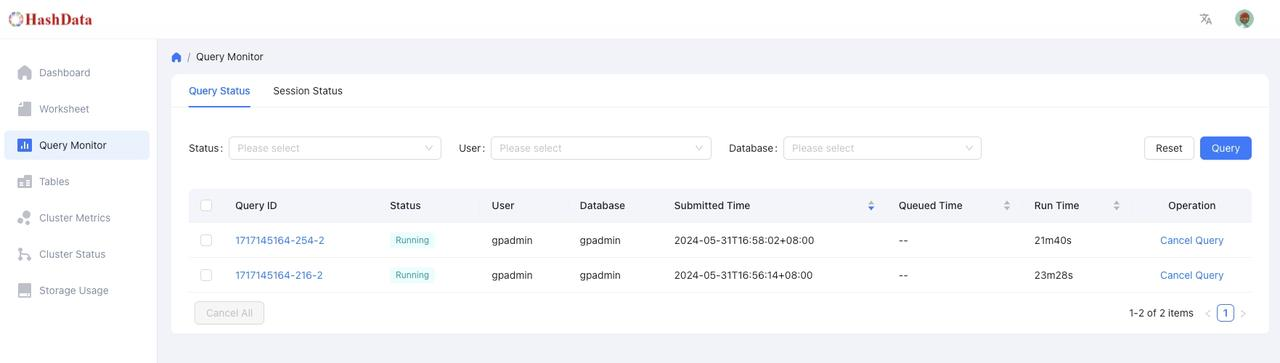 HashData
Dashboard
Worksheet
Query Monitor
Tables
Cluster Metrics
Cluster Status
Storage Usage
/ Query Monitor
Query Status Session Status
Status: Please select User: Please select Database: Please select Reset Query
Query ID Status User Database Submitted Time Queued Time Run Time Operation
1717145164-254-2 Running gpadmin gpadmin 2024-05-31T16:58:02+08:00 -- 21m40s Cancel Query
1717145164-216-2 Running gpadmin gpadmin 2024-05-31T16:56:14+08:00 -- 23m28s Cancel Query
Cancel All 1-2 of 2 items < 1 >